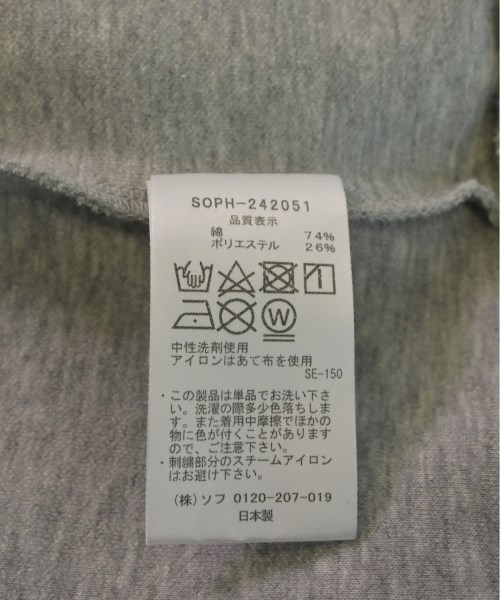 SOPH-242051
品質表示
綿 74%
ポリエステル 26%
W
中性洗剤使用
アイロンはあて布を使用
SE-150
・この製品は単品でお洗い下さ
い。洗濯の際多少色落ちしま
す。また着用中摩擦でほかの
物に色が付くことがあります
ので、ご注意下さい。
・刺繍部分のスチームアイロン
はお避け下さい。
(株)ソフ 0120-207-019
日本製